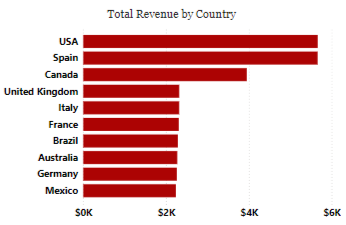 Total Revenue by Country
USA
Spain
Canada
United Kingdom
Italy
France
Brazil
Australia
Germany
Mexico
$0K $2K $4K $6K